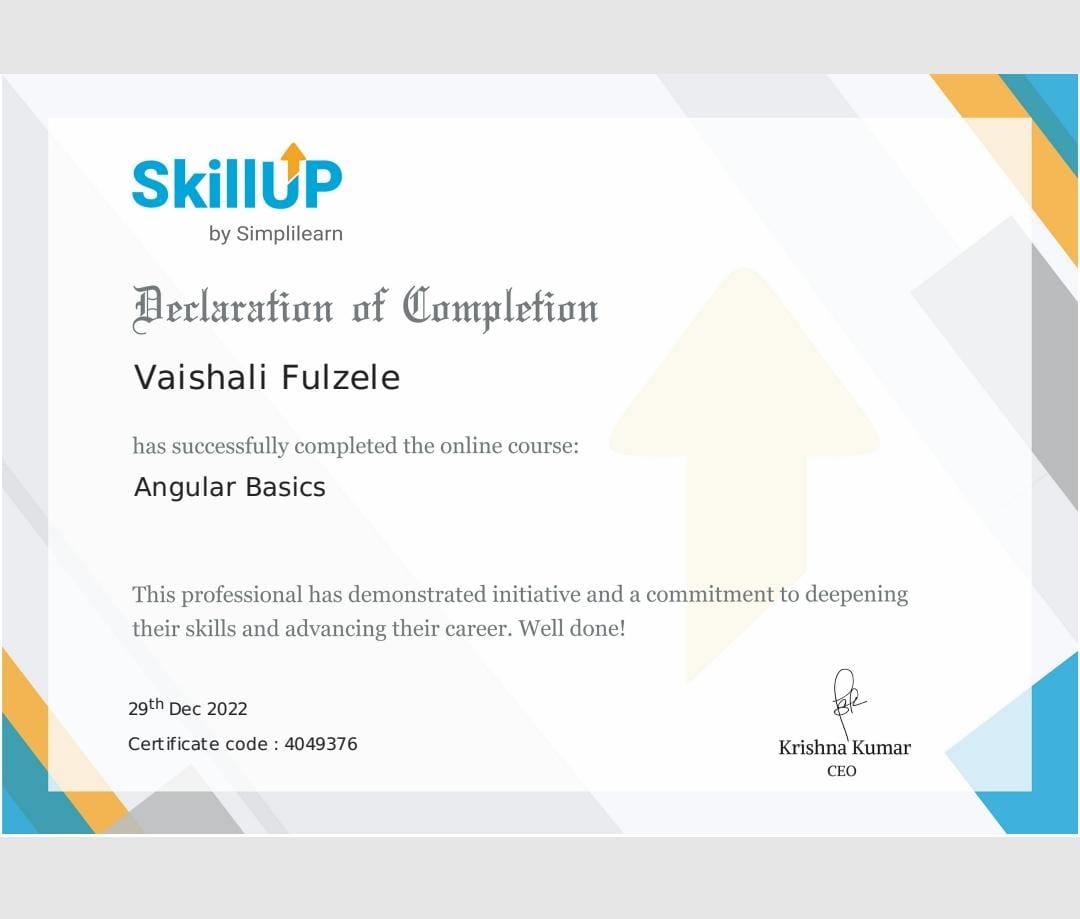 SkillUP
by Simplilearn
Declaration of Completion
Vaishali Fulzele
has successfully completed the online course:
Angular Basics
This professional has demonstrated initiative and a commitment to deepening
their skills and advancing their career. Well done!
29th Dec 2022
Certificate code : 4049376
Krishna Kumar
CEO